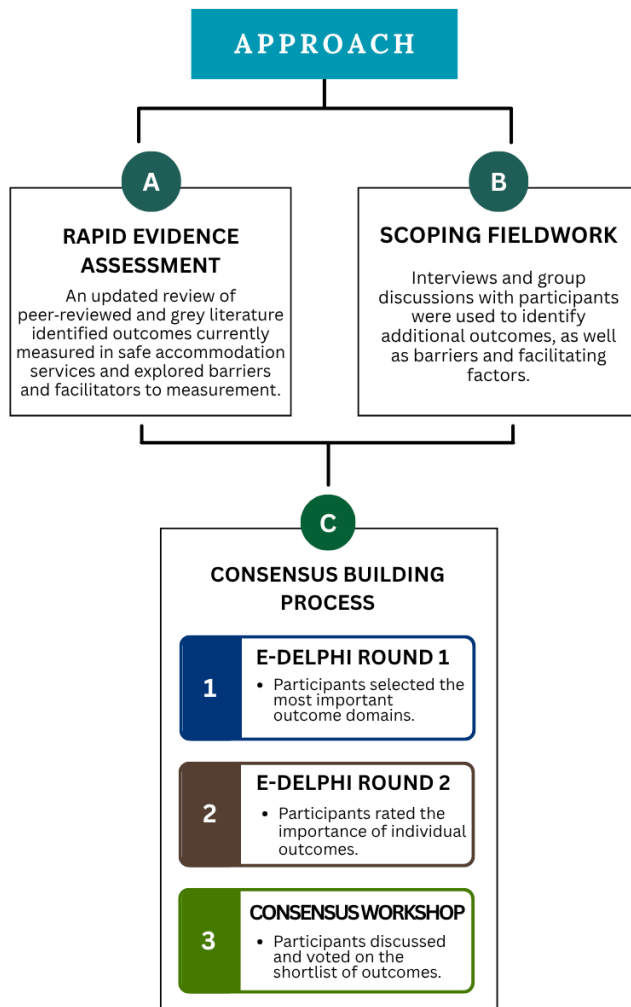 APPROACH
A
RAPID EVIDENCE
ASSESSMENT
An updated review of
peer-reviewed and grey literature
identified outcomes currently
measured in safe accommodation
services and explored barriers
and facilitators to measurement.
B
SCOPING FIELDWORK
Interviews and group
discussions with participants
were used to identify
additional outcomes, as well
as barriers and facilitating
factors.
C
CONSENSUS BUILDING
PROCESS
1
E-DELPHI ROUND 1
• Participants selected the
most important
outcome domains.
2
E-DELPHI ROUND 2
• Participants rated the
importance of individual
outcomes.
3
CONSENSUS WORKSHOP
• Participants discussed
and voted on the
shortlist of outcomes.